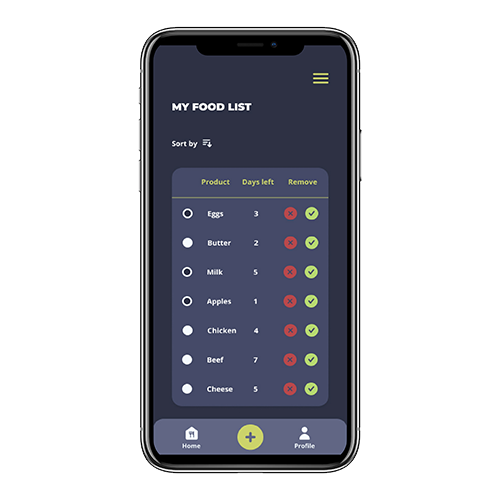 MY FOOD LIST
Sort by
Product Days left Remove
Eggs 3
Butter 2
Milk 5
Apples 1
Chicken 4
Beef 7
Cheese 5
Home Profile